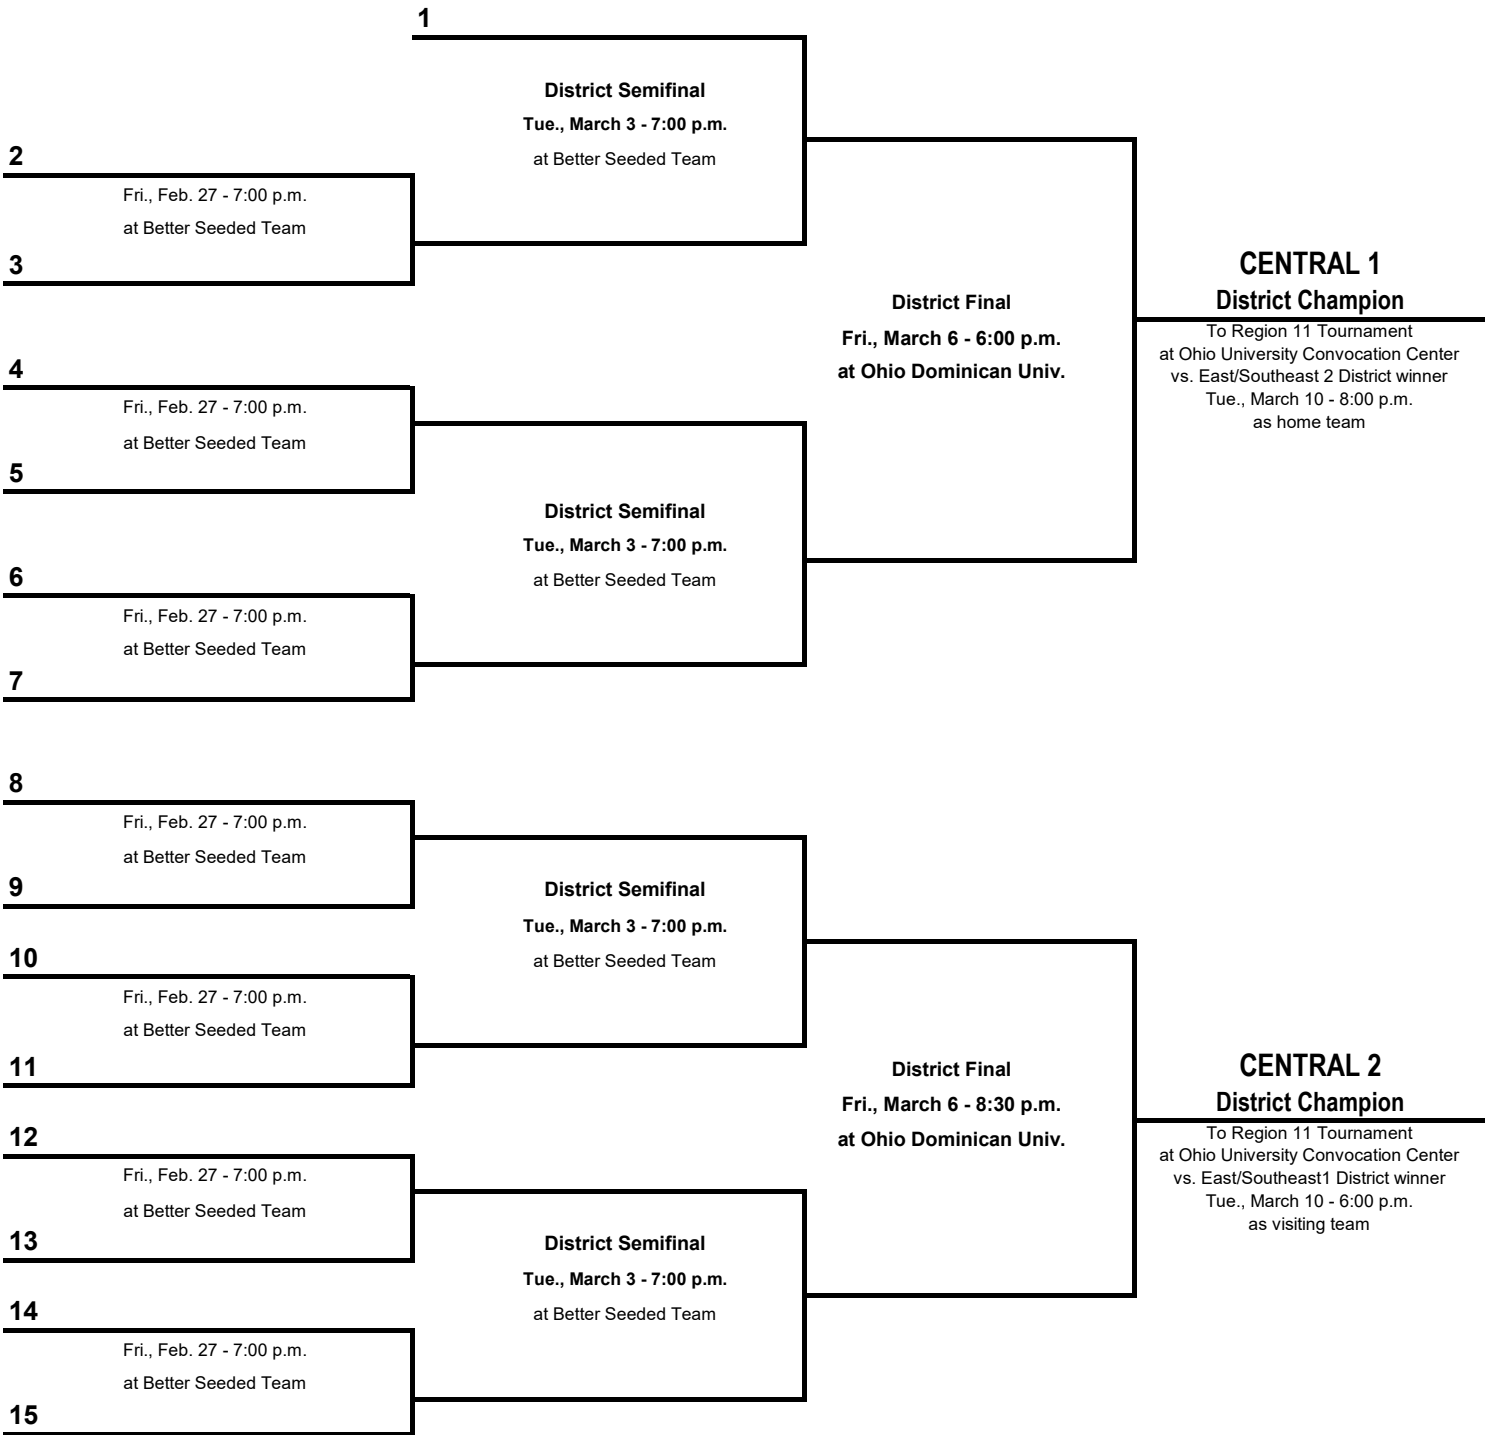 1
District Semifinal
Tue., March 3 - 7:00 p.m.
at Better Seeded Team
2
Fri., Feb. 27 - 7:00 p.m.
at Better Seeded Team
3
District Final
Fri., March 6 - 6:00 p.m.
at Ohio Dominican Univ.
CENTRAL 1
District Champion
To Region 11 Tournament
at Ohio University Convocation Center
vs. East/Southeast 2 District winner
Tue., March 10 - 8:00 p.m.
as home team
4
Fri., Feb. 27 - 7:00 p.m.
at Better Seeded Team
5
District Semifinal
Tue., March 3 - 7:00 p.m.
at Better Seeded Team
6
Fri., Feb. 27 - 7:00 p.m.
at Better Seeded Team
7
8
Fri., Feb. 27 - 7:00 p.m.
at Better Seeded Team
9
District Semifinal
Tue., March 3 - 7:00 p.m.
at Better Seeded Team
10
Fri., Feb. 27 - 7:00 p.m.
at Better Seeded Team
11
District Final
Fri., March 6 - 8:30 p.m.
at Ohio Dominican Univ.
CENTRAL 2
District Champion
To Region 11 Tournament
at Ohio University Convocation Center
vs. East/Southeast1 District winner
Tue., March 10 - 6:00 p.m.
as visiting team
12
Fri., Feb. 27 - 7:00 p.m.
at Better Seeded Team
13
District Semifinal
Tue., March 3 - 7:00 p.m.
at Better Seeded Team
14
Fri., Feb. 27 - 7:00 p.m.
at Better Seeded Team
15